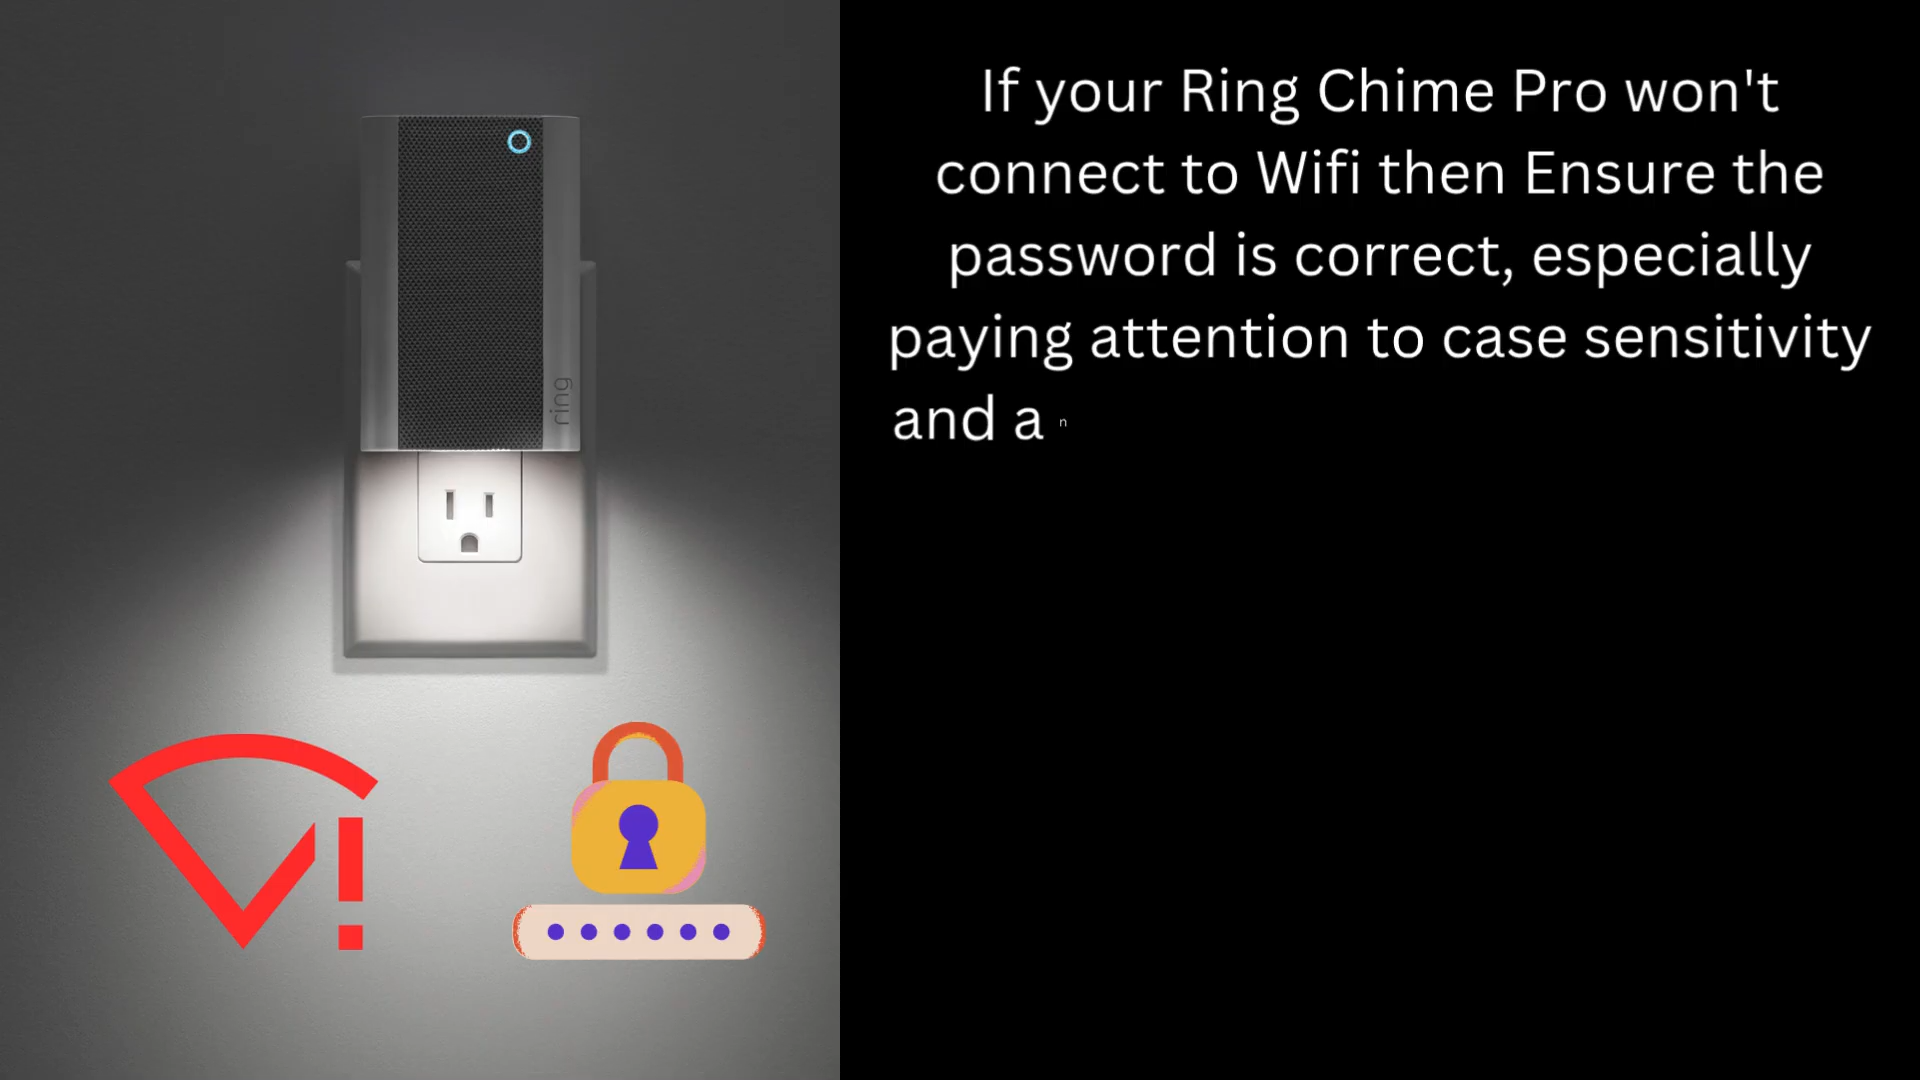 If your Ring Chime Pro won't
connect to Wifi then Ensure the
password is correct, especially
paying attention to case sensitivity
and a n
ring